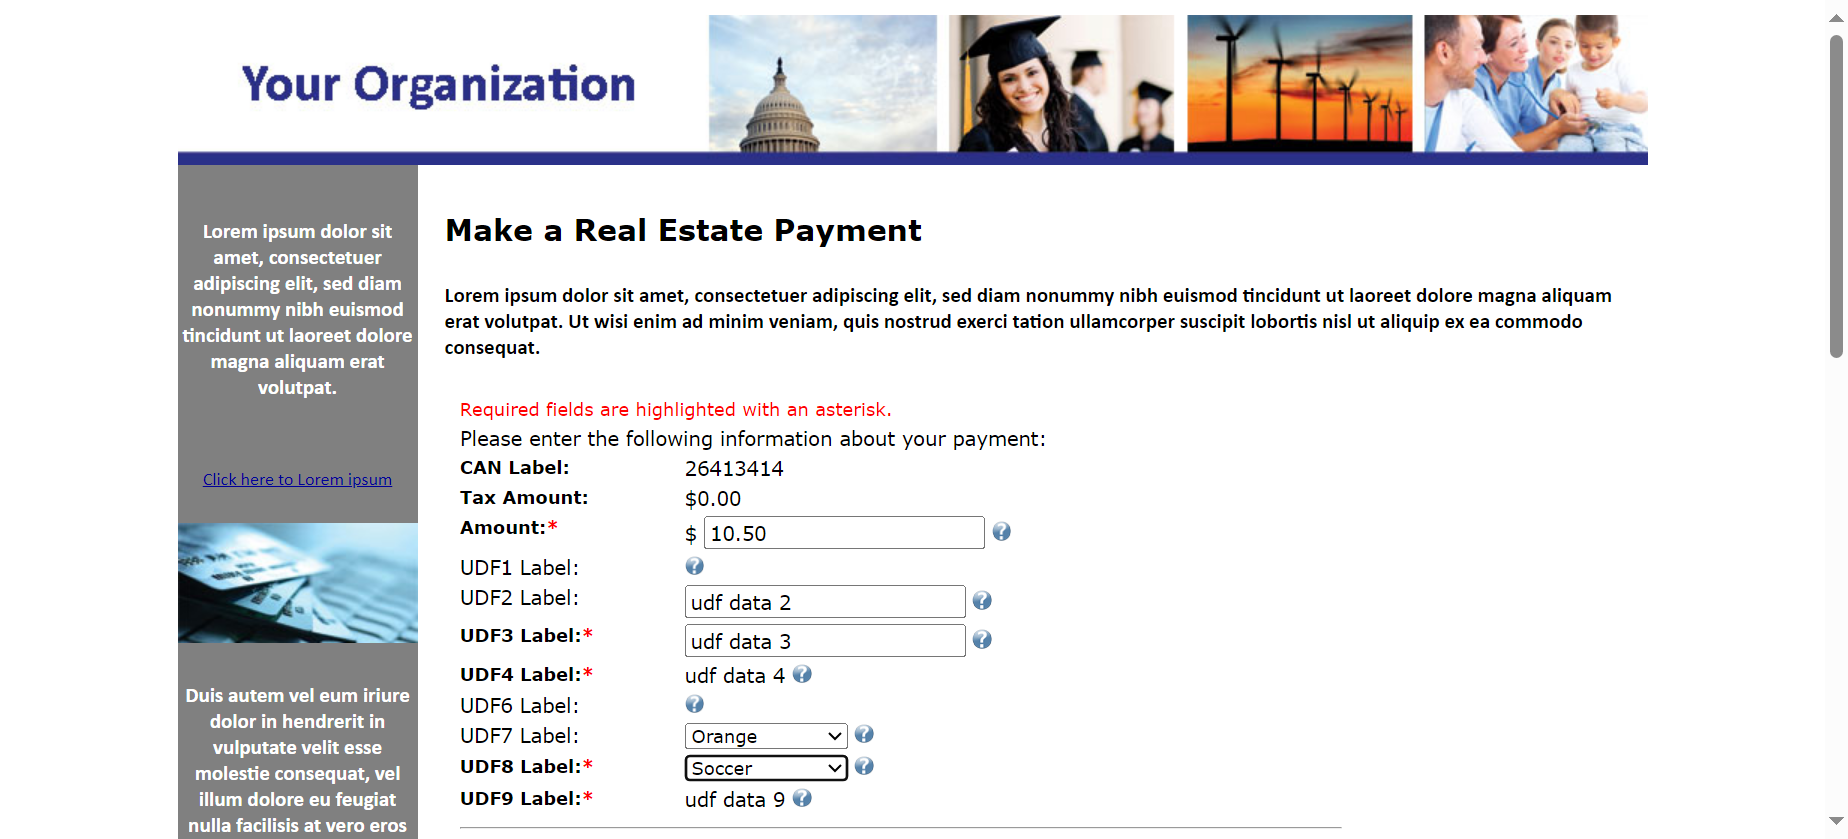 Your Organization
Lorem ipsum dolor sit
amet, consectetuer
adipiscing elit, sed diam
nonummy nibh euismod
tincidunt ut laoreet dolore
magna aliquam erat
volutpat.
Click here to Lorem ipsum
Duis autem vel eum iriure
dolor in hendrerit in
vulputate velit esse
molestie consequat, vel
illum dolore eu feugiat
nulla facilisis at vero eros
Make a Real Estate Payment
Lorem ipsum dolor sit amet, consectetuer adipiscing elit, sed diam nonummy nibh euismod tincidunt ut laoreet dolore magna aliquam
erat volutpat. Ut wisi enim ad minim veniam, quis nostrud exerci tation ullamcorper suscipit lobortis nisl ut aliquip ex ea commodo
consequat.
Required fields are highlighted with an asterisk.
Please enter the following information about your payment:
CAN Label: 26413414
Tax Amount: $0.00
Amount:* $ 10.50 ?
UDF1 Label: ?
UDF2 Label: udf data 2 ?
UDF3 Label:* udf data 3 ?
UDF4 Label:* udf data 4 ?
UDF6 Label: ?
UDF7 Label: Orange ?
UDF8 Label:* Soccer ?
UDF9 Label:* udf data 9 ?